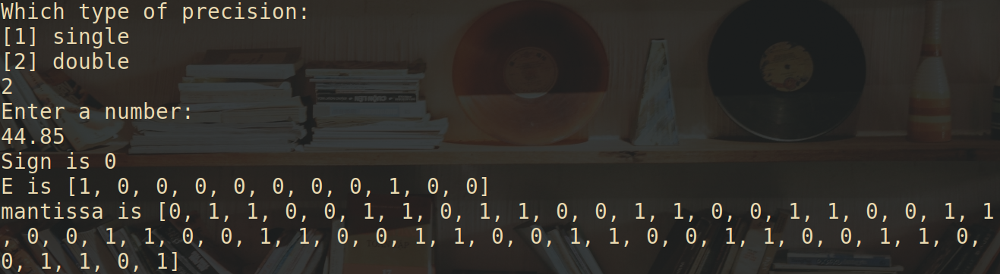 Which type of precision:
[1] single
[2] double
2
Enter a number:
44.85
Sign is 0
E is [1, 0, 0, 0, 0, 0, 0, 0, 1, 0, 0]
mantissa is [0, 1, 1, 0, 0, 1, 1, 0, 1, 1, 0, 0, 1, 1, 0, 0, 1, 1, 0, 0, 1, 1
, 0, 0, 1, 1, 0, 0, 1, 1, 0, 0, 1, 1, 0, 0, 1, 1, 0, 0, 1, 1, 0, 0, 1, 1, 0,
0, 1, 1, 0, 1]